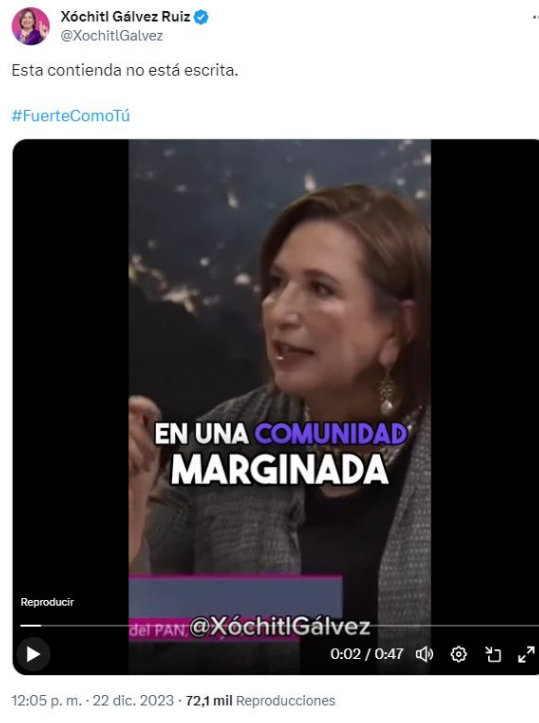 Xóchitl Gálvez Ruiz
@XochitlGalvez
Esta contienda no está escrita.
#FuerteComoTú
EN UNA COMUNIDAD
MARGINADA
Reproducir
del PAN,
@XóchitlGálvez
0:02 / 0:47
12:05 p. m. · 22 dic. 2023 · 72,1 mil Reproducciones